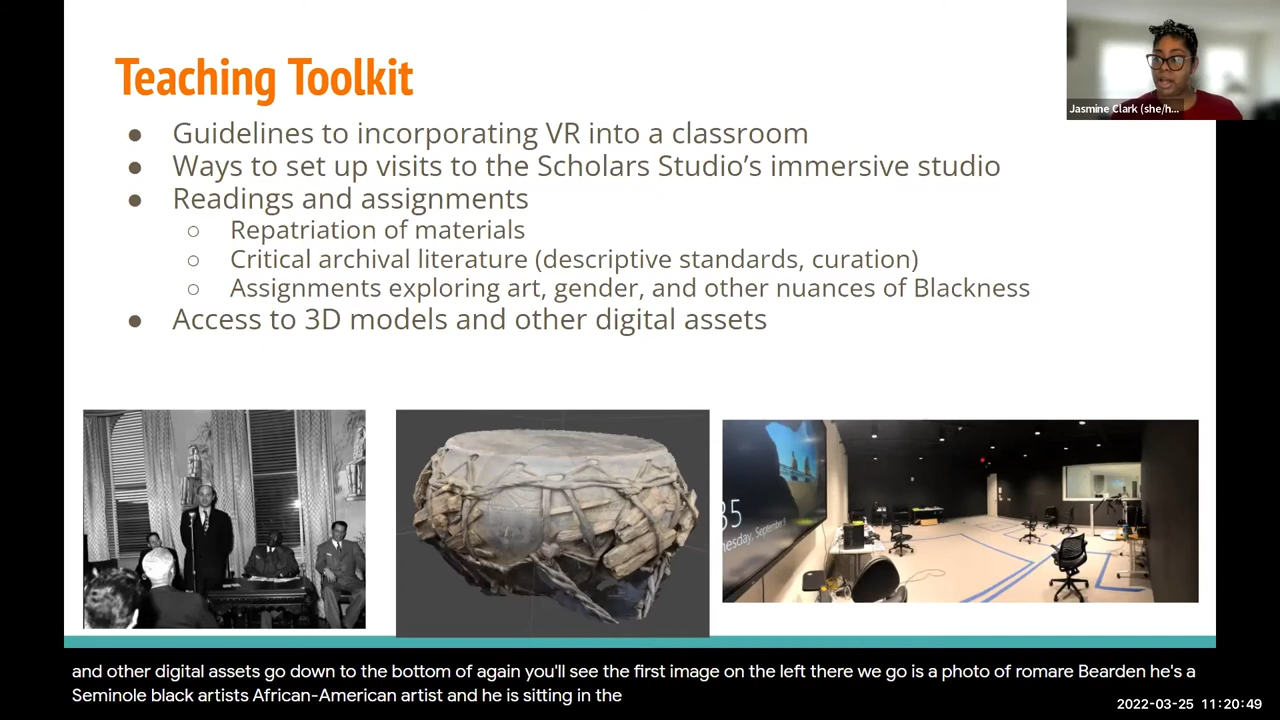 Teaching Toolkit
● Guidelines to incorporating VR into a classroom
● Ways to set up visits to the Scholars Studio’s immersive studio
● Readings and assignments
○ Repatriation of materials
○ Critical archival literature (descriptive standards, curation)
○ Assignments exploring art, gender, and other nuances of Blackness
● Access to 3D models and other digital assets
Jasmine Clark (she/h...
35
September
and other digital assets go down to the bottom of again you'll see the first image on the left there we go is a photo of romare Bearden he's a
Seminole black artists African-American artist and he is sitting in the
2022-03-25 11:20:49